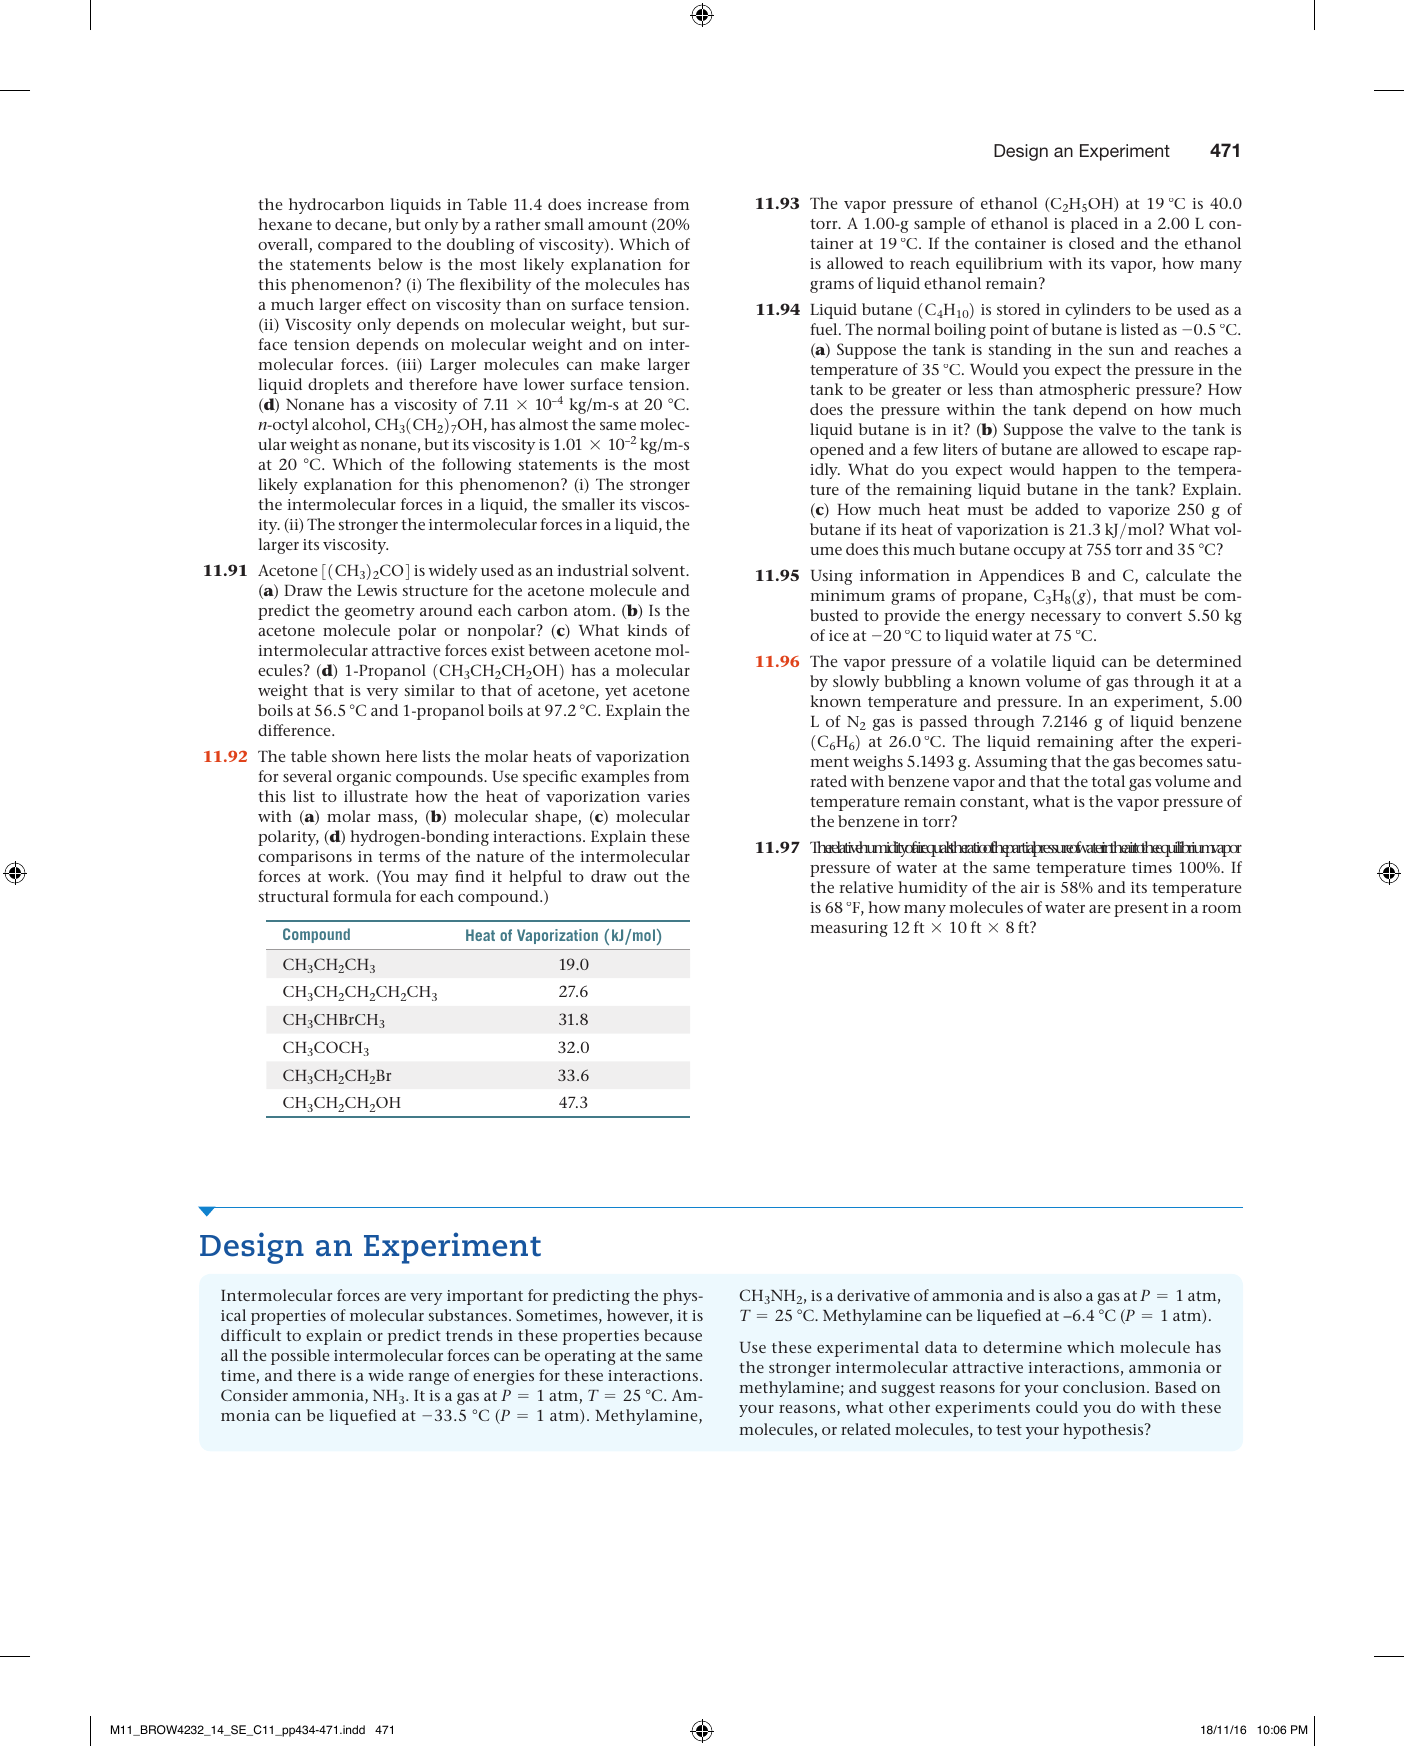 Design an Experiment 471
the hydrocarbon liquids in Table 11.4 does increase from
hexane to decane, but only by a rather small amount (20%
overall, compared to the doubling of viscosity). Which of
the statements below is the most likely explanation for
this phenomenon? (i) The flexibility of the molecules has
a much larger effect on viscosity than on surface tension.
(ii) Viscosity only depends on molecular weight, but sur-
face tension depends on molecular weight and on inter-
molecular forces. (iii) Larger molecules can make larger
liquid droplets and therefore have lower surface tension.
(d) Nonane has a viscosity of 7.11 × 10⁻⁴ kg/m-s at 20 °C.
n-octyl alcohol, CH₃(CH₂)₇OH, has almost the same molec-
ular weight as nonane, but its viscosity is 1.01 × 10⁻² kg/m-s
at 20 °C. Which of the following statements is the most
likely explanation for this phenomenon? (i) The stronger
the intermolecular forces in a liquid, the smaller its viscos-
ity. (ii) The stronger the intermolecular forces in a liquid, the
larger its viscosity.
11.91 Acetone [(CH₃)₂CO] is widely used as an industrial solvent.
(a) Draw the Lewis structure for the acetone molecule and
predict the geometry around each carbon atom. (b) Is the
acetone molecule polar or nonpolar? (c) What kinds of
intermolecular attractive forces exist between acetone mol-
ecules? (d) 1-Propanol (CH₃CH₂CH₂OH) has a molecular
weight that is very similar to that of acetone, yet acetone
boils at 56.5 °C and 1-propanol boils at 97.2 °C. Explain the
difference.
11.92 The table shown here lists the molar heats of vaporization
for several organic compounds. Use specific examples from
this list to illustrate how the heat of vaporization varies
with (a) molar mass, (b) molecular shape, (c) molecular
polarity, (d) hydrogen-bonding interactions. Explain these
comparisons in terms of the nature of the intermolecular
forces at work. (You may find it helpful to draw out the
structural formula for each compound.)
Compound Heat of Vaporization (kJ/mol)
CH₃CH₂CH₃ 19.0
CH₃CH₂CH₂CH₂CH₃ 27.6
CH₃CHBrCH₃ 31.8
CH₃COCH₃ 32.0
CH₃CH₂CH₂Br 33.6
CH₃CH₂CH₂OH 47.3
11.93 The vapor pressure of ethanol (C₂H₅OH) at 19 °C is 40.0
torr. A 1.00-g sample of ethanol is placed in a 2.00 L con-
tainer at 19 °C. If the container is closed and the ethanol
is allowed to reach equilibrium with its vapor, how many
grams of liquid ethanol remain?
11.94 Liquid butane (C₄H₁₀) is stored in cylinders to be used as a
fuel. The normal boiling point of butane is listed as −0.5 °C.
(a) Suppose the tank is standing in the sun and reaches a
temperature of 35 °C. Would you expect the pressure in the
tank to be greater or less than atmospheric pressure? How
does the pressure within the tank depend on how much
liquid butane is in it? (b) Suppose the valve to the tank is
opened and a few liters of butane are allowed to escape rap-
idly. What do you expect would happen to the tempera-
ture of the remaining liquid butane in the tank? Explain.
(c) How much heat must be added to vaporize 250 g of
butane if its heat of vaporization is 21.3 kJ/mol? What vol-
ume does this much butane occupy at 755 torr and 35 °C?
11.95 Using information in Appendices B and C, calculate the
minimum grams of propane, C₃H₈(g), that must be com-
busted to provide the energy necessary to convert 5.50 kg
of ice at −20 °C to liquid water at 75 °C.
11.96 The vapor pressure of a volatile liquid can be determined
by slowly bubbling a known volume of gas through it at a
known temperature and pressure. In an experiment, 5.00
L of N₂ gas is passed through 7.2146 g of liquid benzene
(C₆H₆) at 26.0 °C. The liquid remaining after the experi-
ment weighs 5.1493 g. Assuming that the gas becomes satu-
rated with benzene vapor and that the total gas volume and
temperature remain constant, what is the vapor pressure of
the benzene in torr?
11.97 The relative humidity of air equals the ratio of the partial pressure of water in the air to the equilibrium vapor
pressure of water at the same temperature times 100%. If
the relative humidity of the air is 58% and its temperature
is 68 °F, how many molecules of water are present in a room
measuring 12 ft × 10 ft × 8 ft?
Design an Experiment
Intermolecular forces are very important for predicting the phys-
ical properties of molecular substances. Sometimes, however, it is
difficult to explain or predict trends in these properties because
all the possible intermolecular forces can be operating at the same
time, and there is a wide range of energies for these interactions.
Consider ammonia, NH₃. It is a gas at P = 1 atm, T = 25 °C. Am-
monia can be liquefied at −33.5 °C (P = 1 atm). Methylamine,
CH₃NH₂, is a derivative of ammonia and is also a gas at P = 1 atm,
T = 25 °C. Methylamine can be liquefied at –6.4 °C (P = 1 atm).
Use these experimental data to determine which molecule has
the stronger intermolecular attractive interactions, ammonia or
methylamine; and suggest reasons for your conclusion. Based on
your reasons, what other experiments could you do with these
molecules, or related molecules, to test your hypothesis?
M11_BROW4232_14_SE_C11_pp434-471.indd 471 18/11/16 10:06 PM